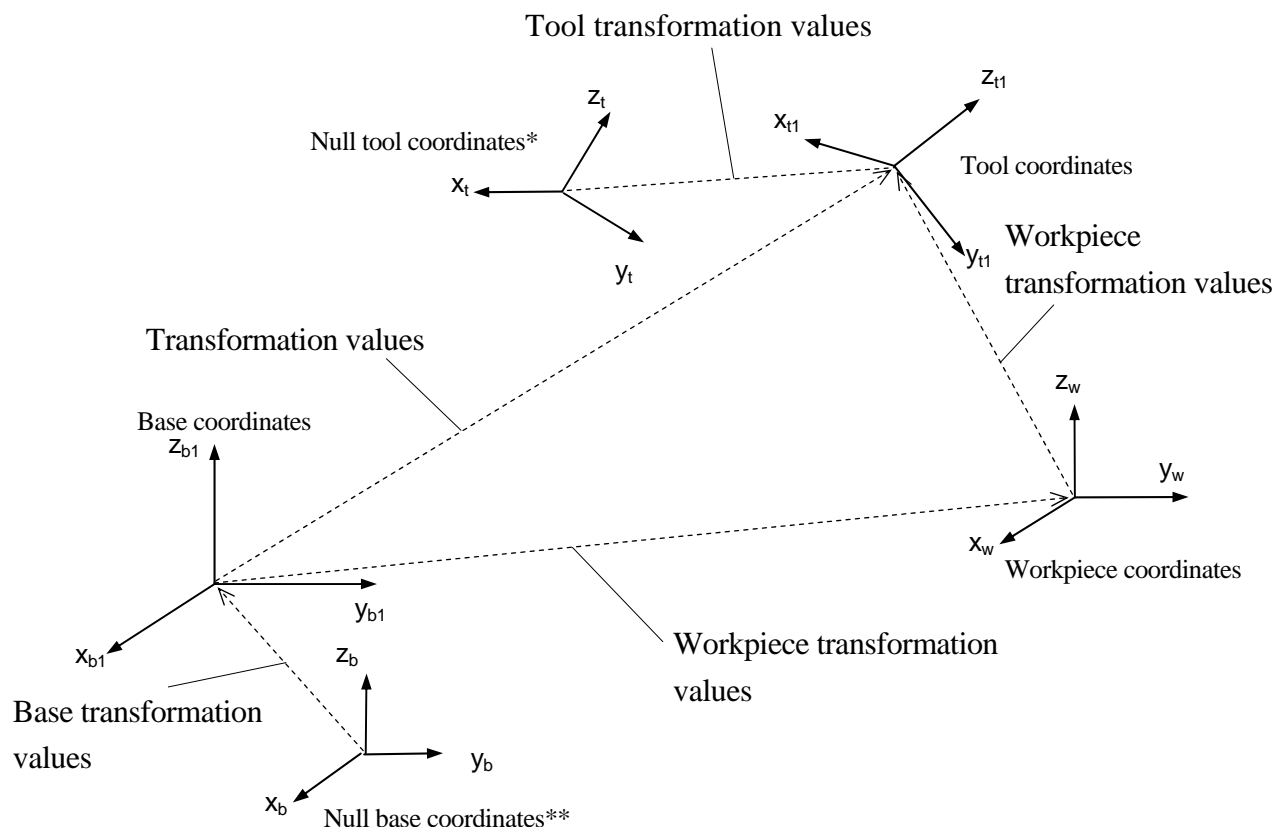 Tool transformation values
z_t1
z_t
x_t1
Null tool coordinates*
Tool coordinates
x_t
Workpiece
transformation values
y_t1
y_t
Transformation values
z_w
Base coordinates
z_b1
y_w
x_w
Workpiece coordinates
y_b1
x_b1
Workpiece transformation
values
z_b
Base transformation
values
y_b
x_b
Null base coordinates**